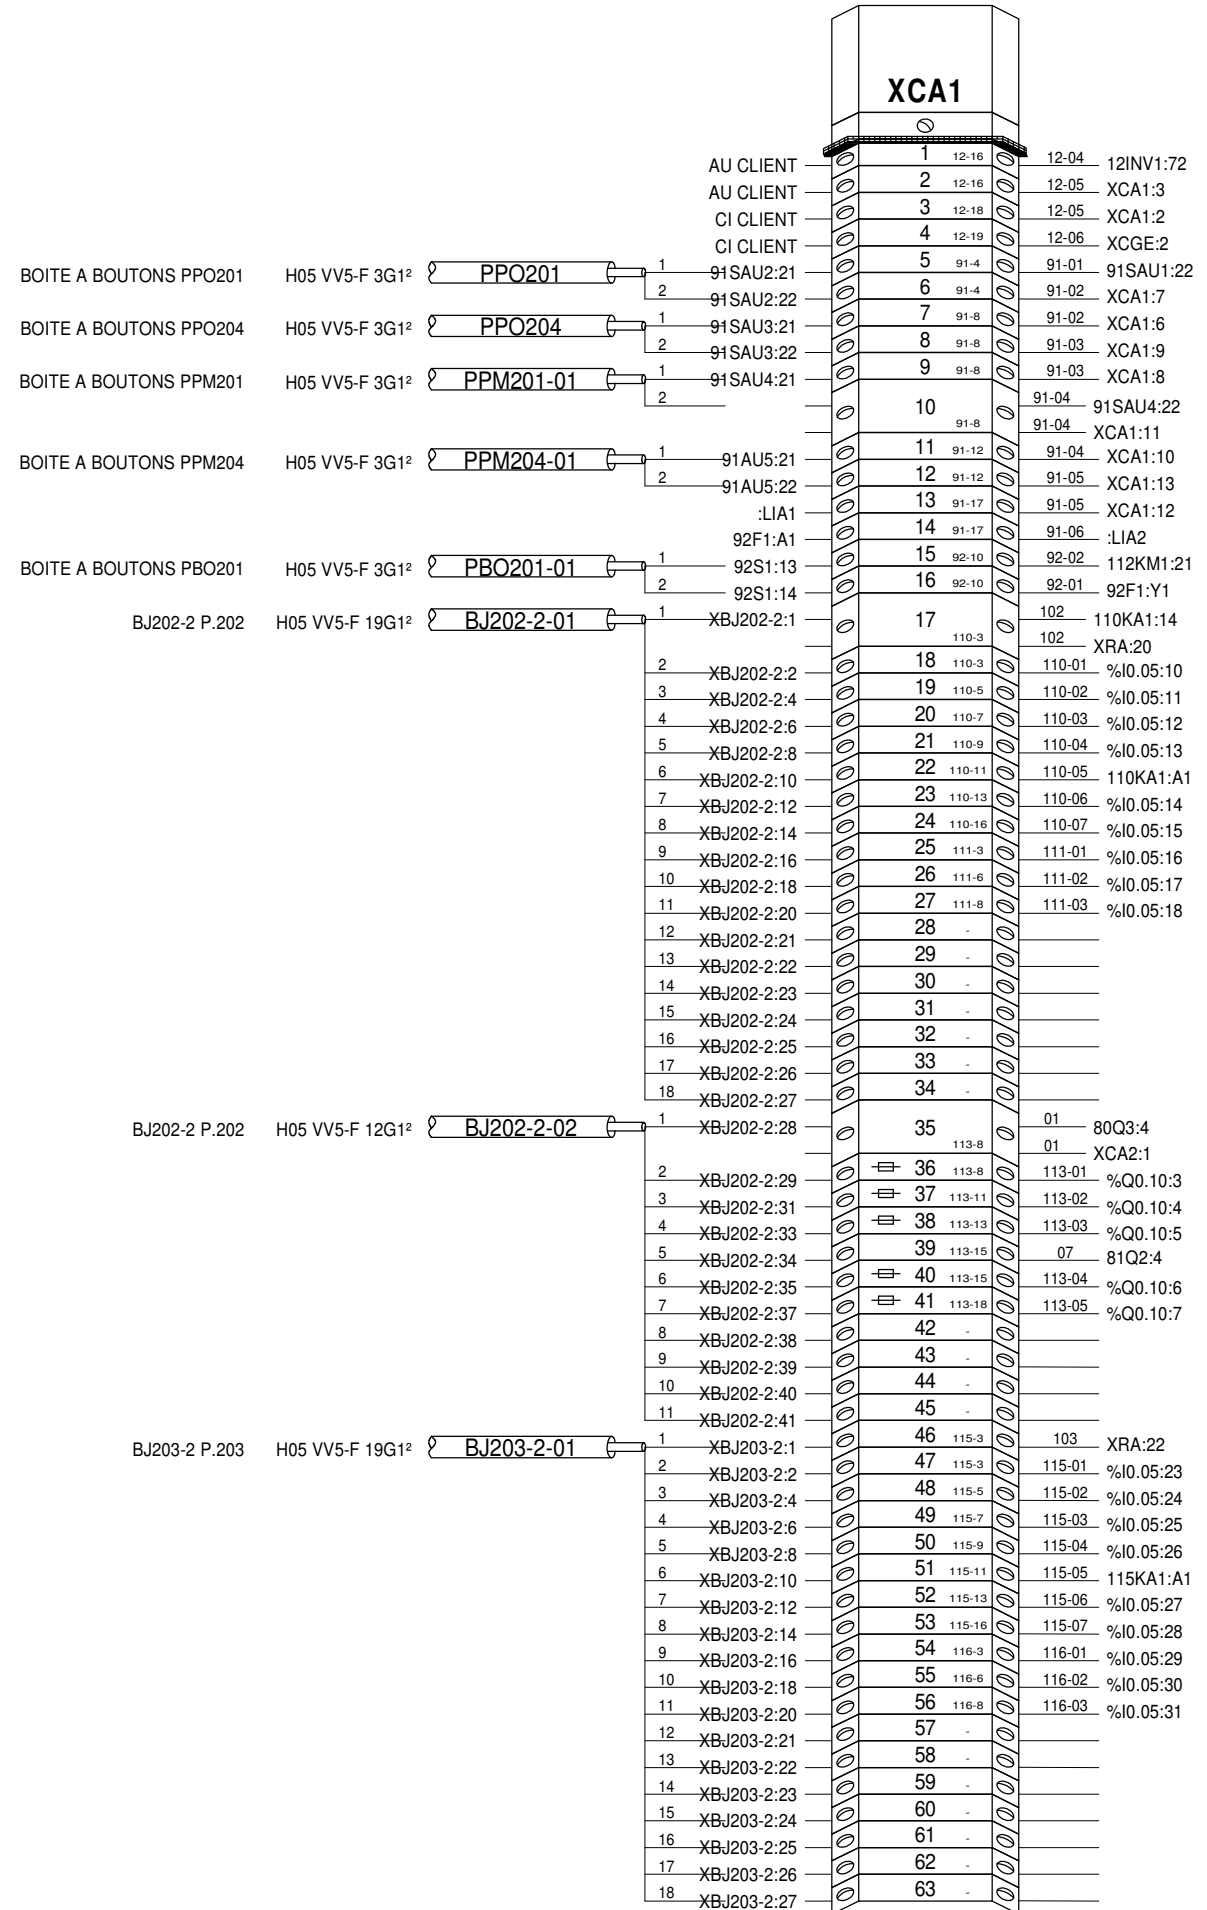 XCA1
AU CLIENT 1 12-16 12-04 12INV1:72
AU CLIENT 2 12-16 12-05 XCA1:3
CI CLIENT 3 12-18 12-05 XCA1:2
CI CLIENT 4 12-19 12-06 XCGE:2
BOITE A BOUTONS PPO201 H05 VV5-F 3G1² PPO201 1 91SAU2:21 5 91-4 91-01 91SAU1:22
2 91SAU2:22 6 91-4 91-02 XCA1:7
BOITE A BOUTONS PPO204 H05 VV5-F 3G1² PPO204 1 91SAU3:21 7 91-8 91-02 XCA1:6
2 91SAU3:22 8 91-8 91-03 XCA1:9
BOITE A BOUTONS PPM201 H05 VV5-F 3G1² PPM201-01 1 91SAU4:21 9 91-8 91-03 XCA1:8
2 10 91-04 91SAU4:22
91-8 91-04 XCA1:11
BOITE A BOUTONS PPM204 H05 VV5-F 3G1² PPM204-01 1 91AU5:21 11 91-12 91-04 XCA1:10
2 91AU5:22 12 91-12 91-05 XCA1:13
:LIA1 13 91-17 91-05 XCA1:12
92F1:A1 14 91-17 91-06 :LIA2
BOITE A BOUTONS PBO201 H05 VV5-F 3G1² PBO201-01 1 92S1:13 15 92-10 92-02 112KM1:21
2 92S1:14 16 92-10 92-01 92F1:Y1
BJ202-2 P.202 H05 VV5-F 19G1² BJ202-2-01 1 XBJ202-2:1 17 102 110KA1:14
110-3 102 XRA:20
2 XBJ202-2:2 18 110-3 110-01 %I0.05:10
3 XBJ202-2:4 19 110-5 110-02 %I0.05:11
4 XBJ202-2:6 20 110-7 110-03 %I0.05:12
5 XBJ202-2:8 21 110-9 110-04 %I0.05:13
6 XBJ202-2:10 22 110-11 110-05 110KA1:A1
7 XBJ202-2:12 23 110-13 110-06 %I0.05:14
8 XBJ202-2:14 24 110-16 110-07 %I0.05:15
9 XBJ202-2:16 25 111-3 111-01 %I0.05:16
10 XBJ202-2:18 26 111-6 111-02 %I0.05:17
11 XBJ202-2:20 27 111-8 111-03 %I0.05:18
12 XBJ202-2:21 28 -
13 XBJ202-2:22 29 -
14 XBJ202-2:23 30 -
15 XBJ202-2:24 31 -
16 XBJ202-2:25 32 -
17 XBJ202-2:26 33 -
18 XBJ202-2:27 34 -
BJ202-2 P.202 H05 VV5-F 12G1² BJ202-2-02 1 XBJ202-2:28 35 01 80Q3:4
113-8 01 XCA2:1
2 XBJ202-2:29 36 113-8 113-01 %Q0.10:3
3 XBJ202-2:31 37 113-11 113-02 %Q0.10:4
4 XBJ202-2:33 38 113-13 113-03 %Q0.10:5
5 XBJ202-2:34 39 113-15 07 81Q2:4
6 XBJ202-2:35 40 113-15 113-04 %Q0.10:6
7 XBJ202-2:37 41 113-18 113-05 %Q0.10:7
8 XBJ202-2:38 42 -
9 XBJ202-2:39 43 -
10 XBJ202-2:40 44 -
11 XBJ202-2:41 45 -
BJ203-2 P.203 H05 VV5-F 19G1² BJ203-2-01 1 XBJ203-2:1 46 115-3 103 XRA:22
2 XBJ203-2:2 47 115-3 115-01 %I0.05:23
3 XBJ203-2:4 48 115-5 115-02 %I0.05:24
4 XBJ203-2:6 49 115-7 115-03 %I0.05:25
5 XBJ203-2:8 50 115-9 115-04 %I0.05:26
6 XBJ203-2:10 51 115-11 115-05 115KA1:A1
7 XBJ203-2:12 52 115-13 115-06 %I0.05:27
8 XBJ203-2:14 53 115-16 115-07 %I0.05:28
9 XBJ203-2:16 54 116-3 116-01 %I0.05:29
10 XBJ203-2:18 55 116-6 116-02 %I0.05:30
11 XBJ203-2:20 56 116-8 116-03 %I0.05:31
12 XBJ203-2:21 57 -
13 XBJ203-2:22 58 -
14 XBJ203-2:23 59 -
15 XBJ203-2:24 60 -
16 XBJ203-2:25 61 -
17 XBJ203-2:26 62 -
18 XBJ203-2:27 63 -